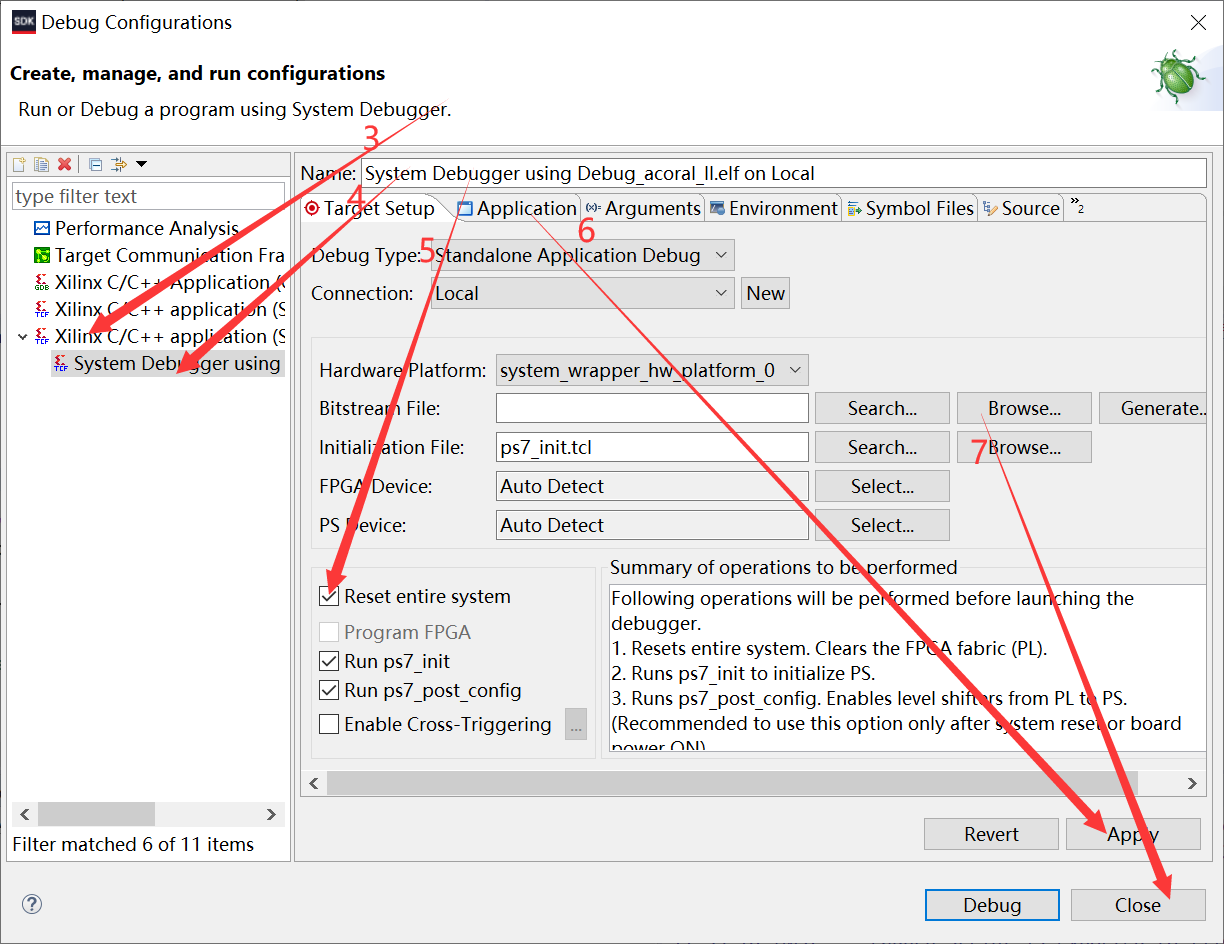 SDK Debug Configurations
Create, manage, and run configurations
Run or Debug a program using System Debugger.
3
type filter text
Performance Analysis
Target Communication Fra
Xilinx C/C++ Application (
Xilinx C/C++ application (S
Xilinx C/C++ application (S
System Debugger using
Filter matched 6 of 11 items
Name: System Debugger using Debug_acoral_ll.elf on Local
4
Target Setup Application (x)= Arguments Environment Symbol Files Source »2
5
6
Debug Type: Standalone Application Debug
Connection: Local New
Hardware Platform: system_wrapper_hw_platform_0
Bitstream File: Search... Browse... Generate..
Initialization File: ps7_init.tcl Search... Browse...
7
FPGA Device: Auto Detect Select...
PS Device: Auto Detect Select...
Reset entire system
Program FPGA
Run ps7_init
Run ps7_post_config
Enable Cross-Triggering ...
Summary of operations to be performed
Following operations will be performed before launching the
debugger.
1. Resets entire system. Clears the FPGA fabric (PL).
2. Runs ps7_init to initialize PS.
3. Runs ps7_post_config. Enables level shifters from PL to PS.
(Recommended to use this option only after system reset or board
power ON)
Revert Apply
? Debug Close